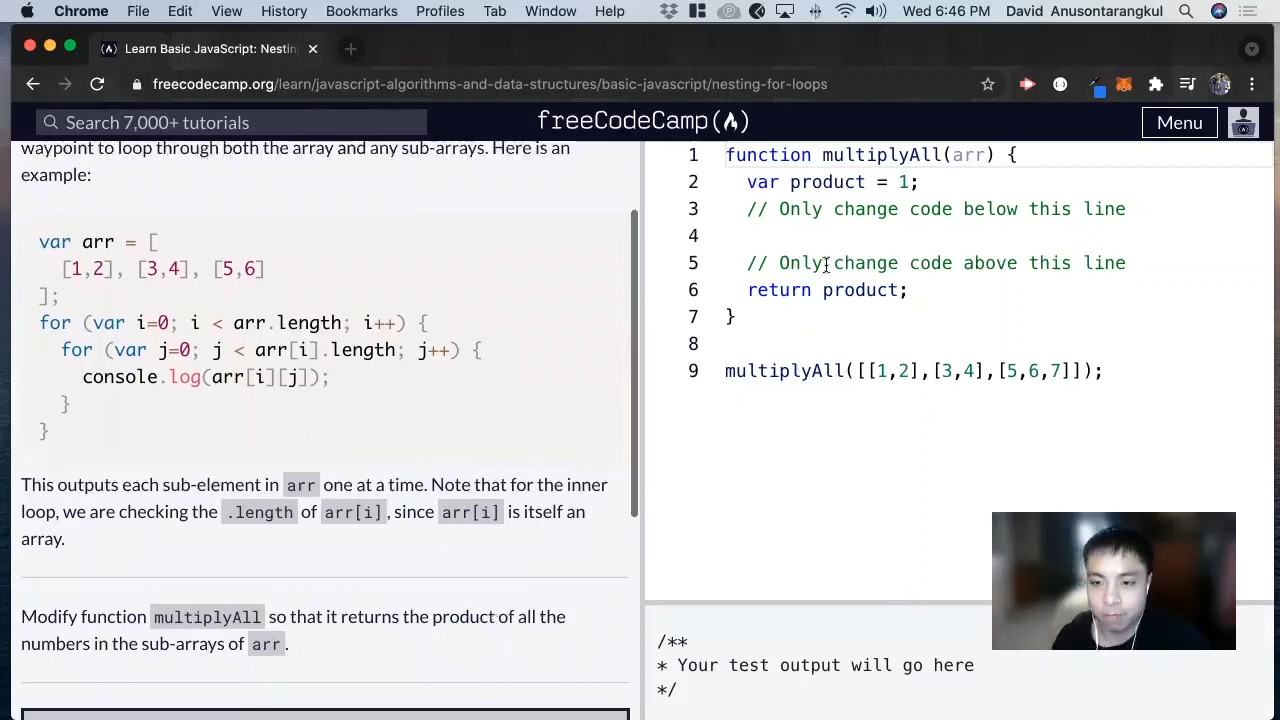 Chrome File Edit View History Bookmarks Profiles Tab Window Help Wed 6:46 PM David Anusontarangkul
Learn Basic JavaScript: Nestin
freecodecamp.org/learn/javascript-algorithms-and-data-structures/basic-javascript/nesting-for-loops
Search 7,000+ tutorials
freeCodeCamp
Menu
waypoint to loop through both the array and any sub-arrays. Here is an
example:
var arr = [
[1,2], [3,4], [5,6]
];
for (var i=0; i < arr.length; i++) {
for (var j=0; j < arr[i].length; j++) {
console.log(arr[i][j]);
}
}
This outputs each sub-element in arr one at a time. Note that for the inner
loop, we are checking the .length of arr[i], since arr[i] is itself an
array.
Modify function multiplyAll so that it returns the product of all the
numbers in the sub-arrays of arr.
1 function multiplyAll(arr) {
2 var product = 1;
3 // Only change code below this line
4
5 // Only change code above this line
6 return product;
7 }
8
9 multiplyAll([[1,2],[3,4],[5,6,7]]);
/**
* Your test output will go here
*/